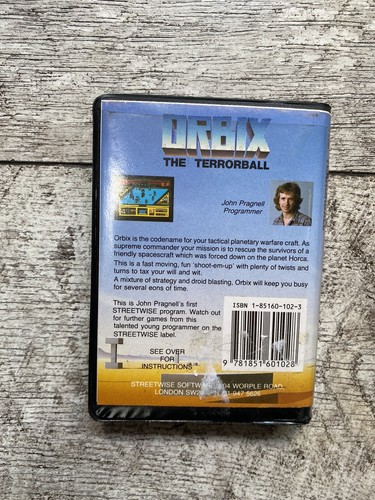 ORBIX
THE TERRORBALL
John Pragnell
Programmer
Orbix is the codename for your tactical planetary warfare craft. As
supreme commander your mission is to rescue the survivors of a
friendly spacecraft which was forced down on the planet Horca.
This is a fast moving, fun 'shoot-em-up' with plenty of twists and
turns to tax your will and wit.
A mixture of strategy and droid blasting, Orbix will keep you busy
for several eons of time.
This is John Pragnell's first
STREETWISE program. Watch out
for further games from this
talented young programmer on the
STREETWISE label.
ISBN 1-85160-102-3
9 781851 601028
SEE OVER
FOR
INSTRUCTIONS
STREETWISE SOFTWARE, 94 WORPLE ROAD,
LONDON 947 5626